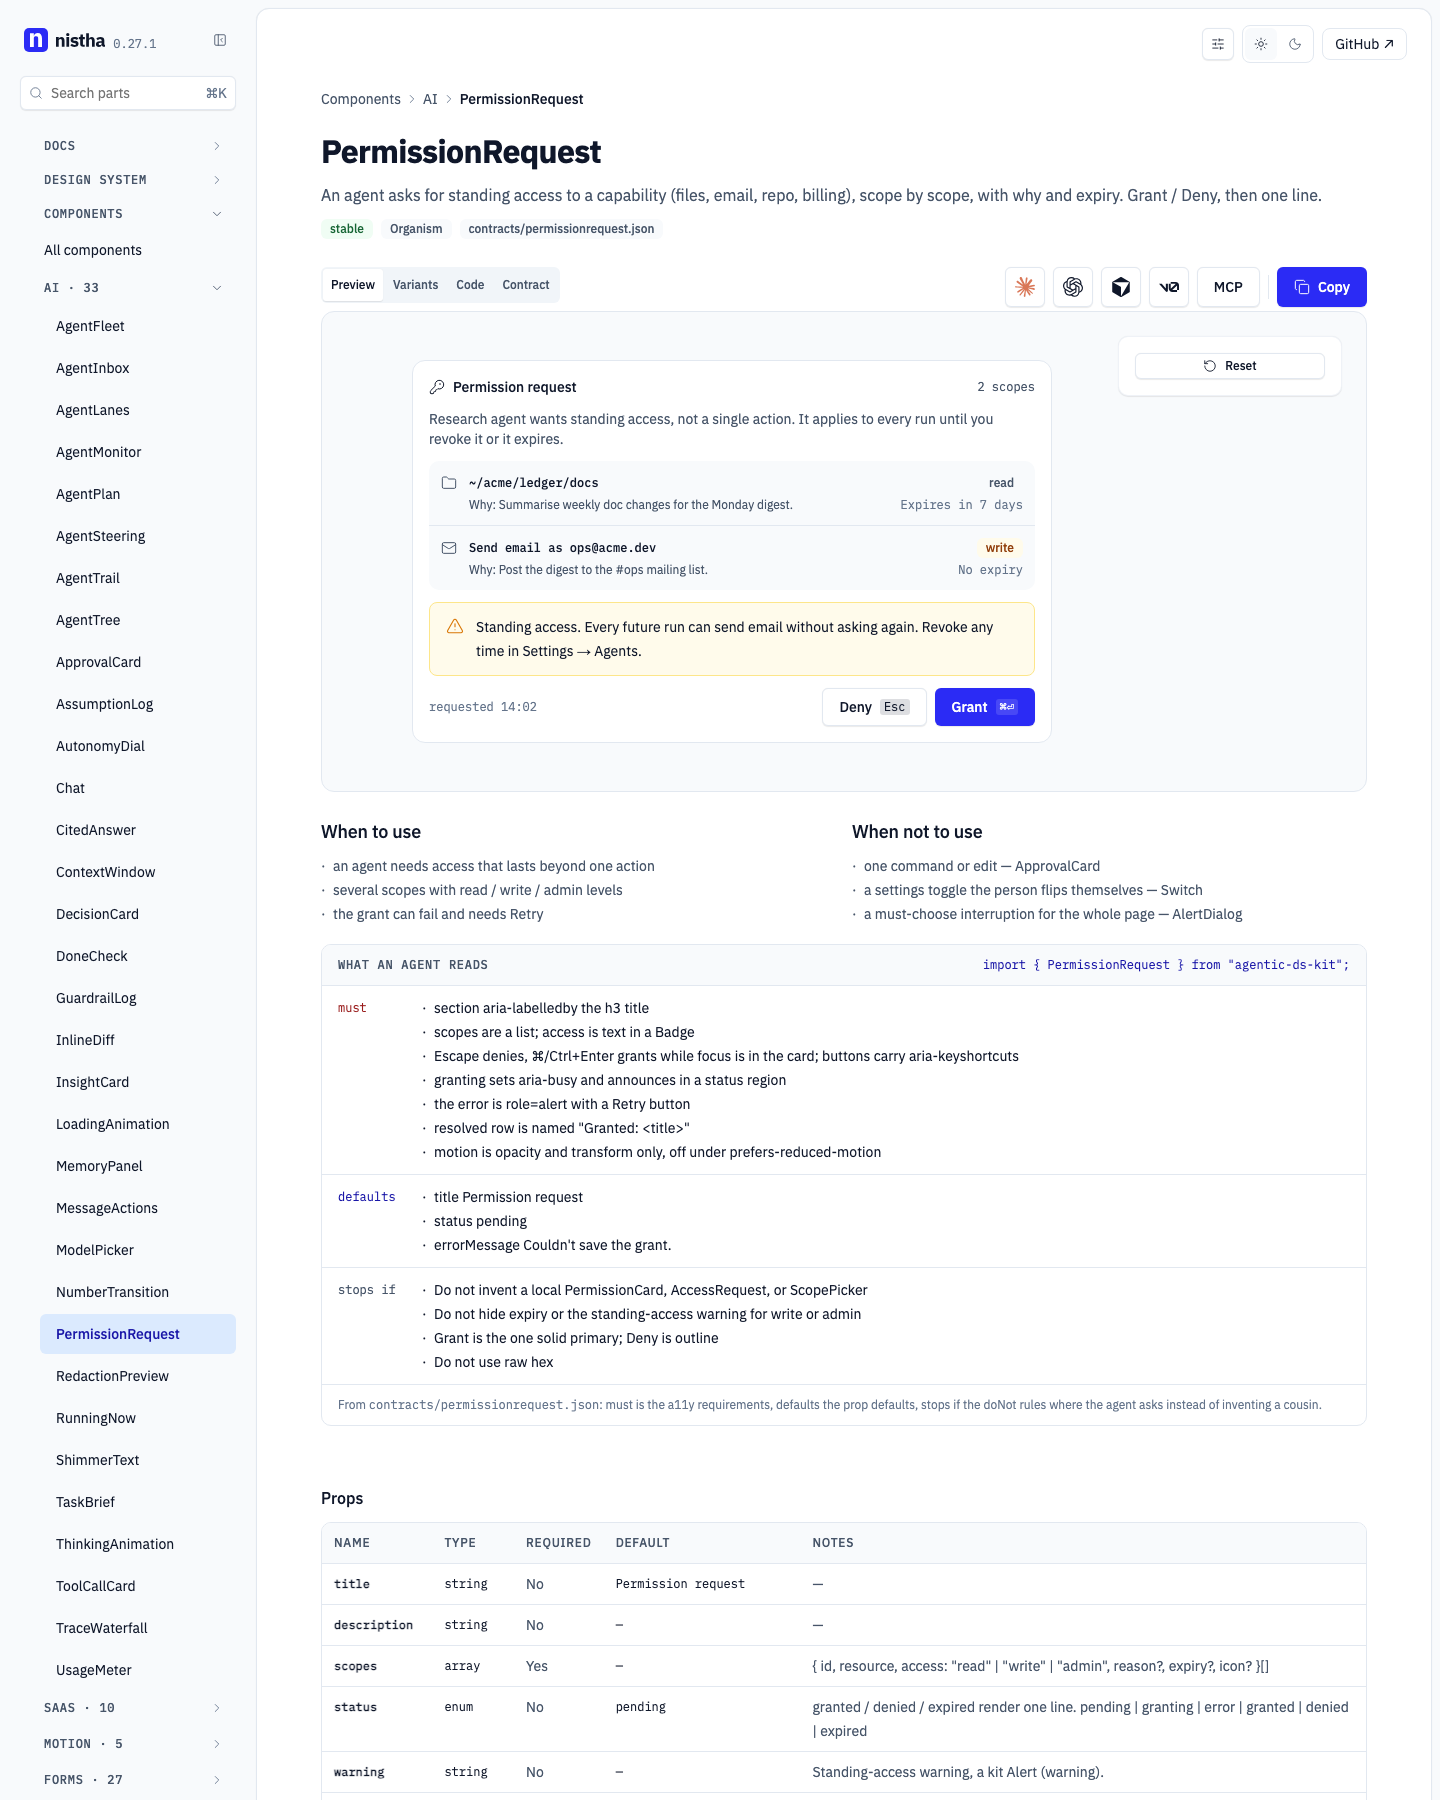 nistha 0.27.1
Search parts ⌘K
DOCS
DESIGN SYSTEM
COMPONENTS
All components
AI · 33
AgentFleet
AgentInbox
AgentLanes
AgentMonitor
AgentPlan
AgentSteering
AgentTrail
AgentTree
ApprovalCard
AssumptionLog
AutonomyDial
Chat
CitedAnswer
ContextWindow
DecisionCard
DoneCheck
GuardrailLog
InlineDiff
InsightCard
LoadingAnimation
MemoryPanel
MessageActions
ModelPicker
NumberTransition
PermissionRequest
RedactionPreview
RunningNow
ShimmerText
TaskBrief
ThinkingAnimation
ToolCallCard
TraceWaterfall
UsageMeter
SAAS · 10
MOTION · 5
FORMS · 27
GitHub ↗
Components > AI > PermissionRequest
PermissionRequest
An agent asks for standing access to a capability (files, email, repo, billing), scope by scope, with why and expiry. Grant / Deny, then one line.
stable Organism contracts/permissionrequest.json
Preview Variants Code Contract
v0 MCP Copy
Reset
Permission request 2 scopes
Research agent wants standing access, not a single action. It applies to every run until you
revoke it or it expires.
~/acme/ledger/docs read
Why: Summarise weekly doc changes for the Monday digest. Expires in 7 days
Send email as ops@acme.dev write
Why: Post the digest to the #ops mailing list. No expiry
Standing access. Every future run can send email without asking again. Revoke any
time in Settings → Agents.
requested 14:02 Deny Esc Grant ⌘⏎
When to use
· an agent needs access that lasts beyond one action
· several scopes with read / write / admin levels
· the grant can fail and needs Retry
When not to use
· one command or edit — ApprovalCard
· a settings toggle the person flips themselves — Switch
· a must-choose interruption for the whole page — AlertDialog
WHAT AN AGENT READS import { PermissionRequest } from "agentic-ds-kit";
must · section aria-labelledby the h3 title
· scopes are a list; access is text in a Badge
· Escape denies, ⌘/Ctrl+Enter grants while focus is in the card; buttons carry aria-keyshortcuts
· granting sets aria-busy and announces in a status region
· the error is role=alert with a Retry button
· resolved row is named "Granted: <title>"
· motion is opacity and transform only, off under prefers-reduced-motion
defaults · title Permission request
· status pending
· errorMessage Couldn't save the grant.
stops if · Do not invent a local PermissionCard, AccessRequest, or ScopePicker
· Do not hide expiry or the standing-access warning for write or admin
· Grant is the one solid primary; Deny is outline
· Do not use raw hex
From contracts/permissionrequest.json: must is the a11y requirements, defaults the prop defaults, stops if the doNot rules where the agent asks instead of inventing a cousin.
Props
NAME TYPE REQUIRED DEFAULT NOTES
title string No Permission request —
description string No — —
scopes array Yes — { id, resource, access: "read" | "write" | "admin", reason?, expiry?, icon? }[]
status enum No pending granted / denied / expired render one line. pending | granting | error | granted | denied
| expired
warning string No — Standing-access warning, a kit Alert (warning).